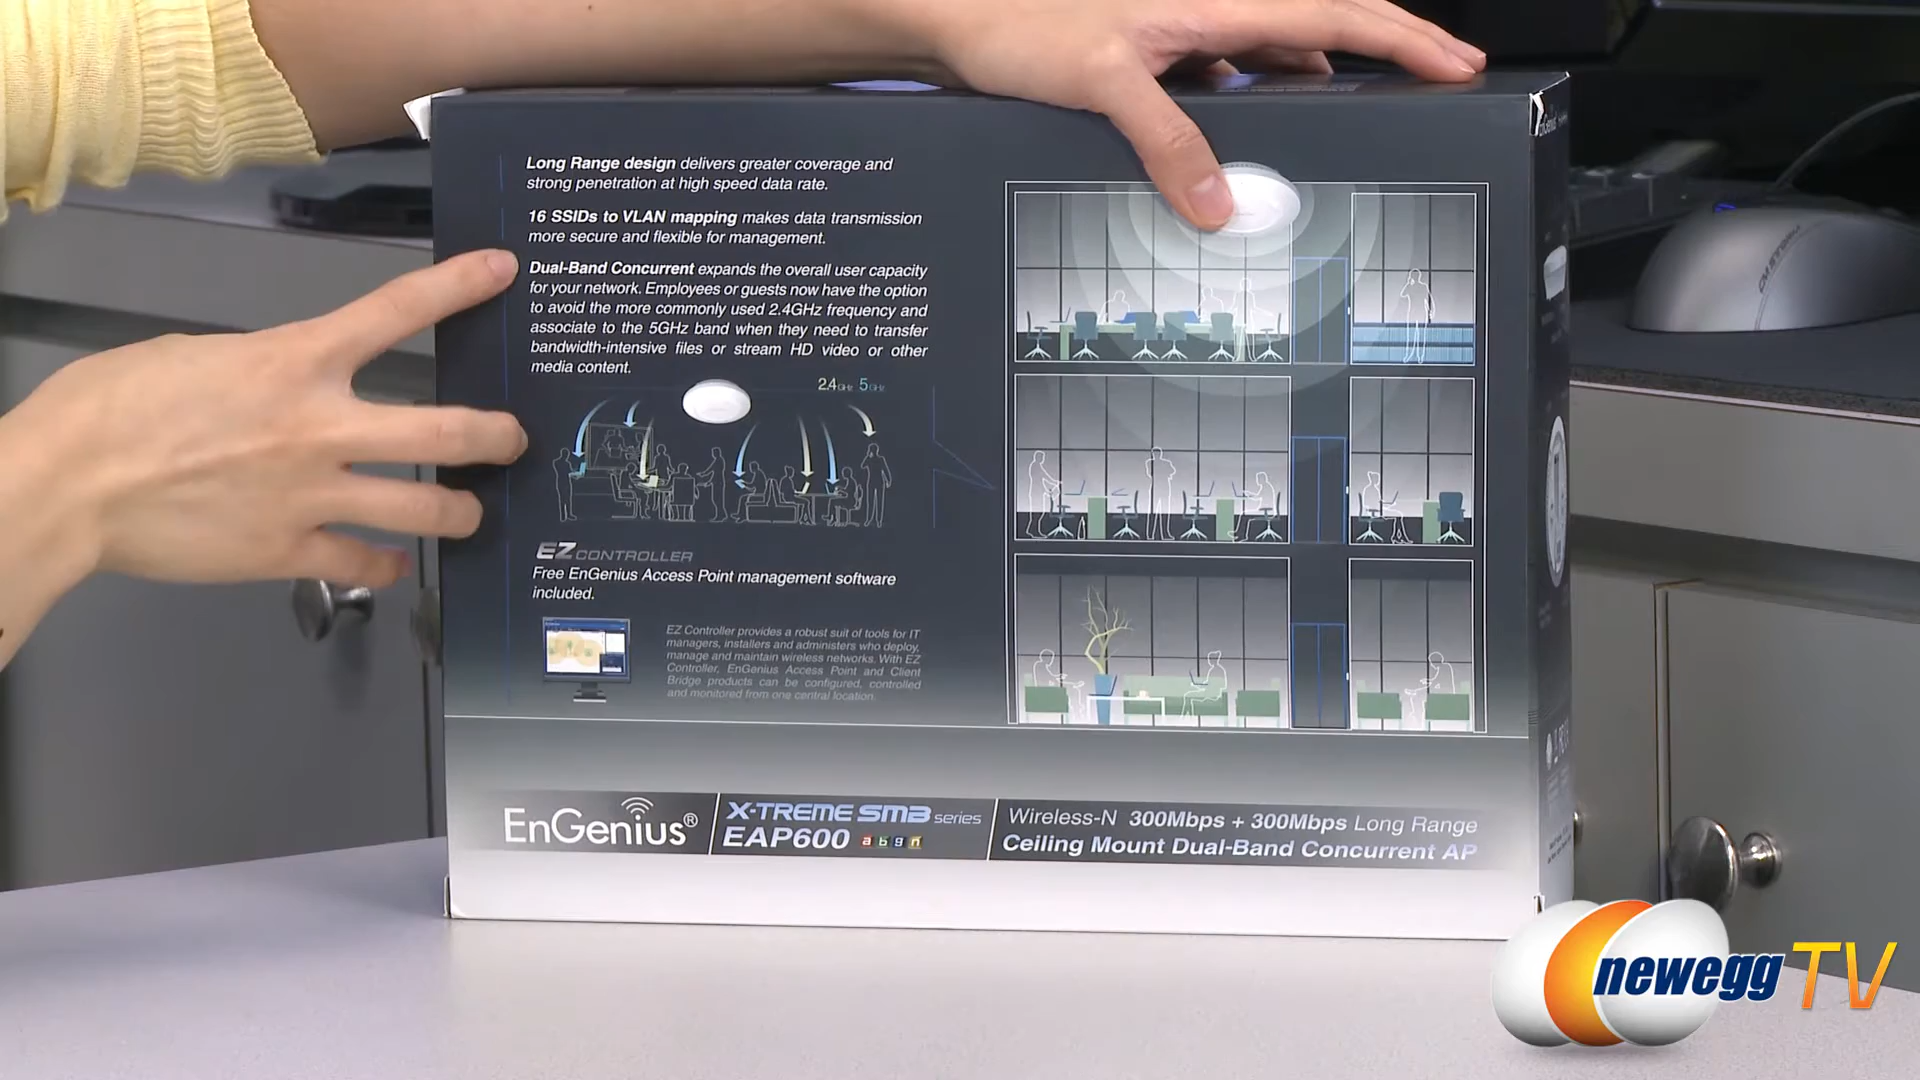 Long Range design delivers greater coverage and
strong penetration at high speed data rate.
16 SSIDs to VLAN mapping makes data transmission
more secure and flexible for management.
Dual-Band Concurrent expands the overall user capacity
for your network. Employees or guests now have the option
to avoid the more commonly used 2.4GHz frequency and
associate to the 5GHz band when they need to transfer
bandwidth-intensive files or stream HD video or other
media content.
2.4GHz 5GHz
EZ CONTROLLER
Free EnGenius Access Point management software
included.
EZ Controller provides a robust suit of tools for IT
managers, installers and administers who deploy,
manage and maintain wireless networks. With EZ
Controller, EnGenius Access Point and Client
Bridge products can be configured, controlled
and monitored from one central location.
EnGenius®
X-TREME SMB series
EAP600 a b g n
Wireless-N 300Mbps + 300Mbps Long Range
Ceiling Mount Dual-Band Concurrent AP
newegg TV